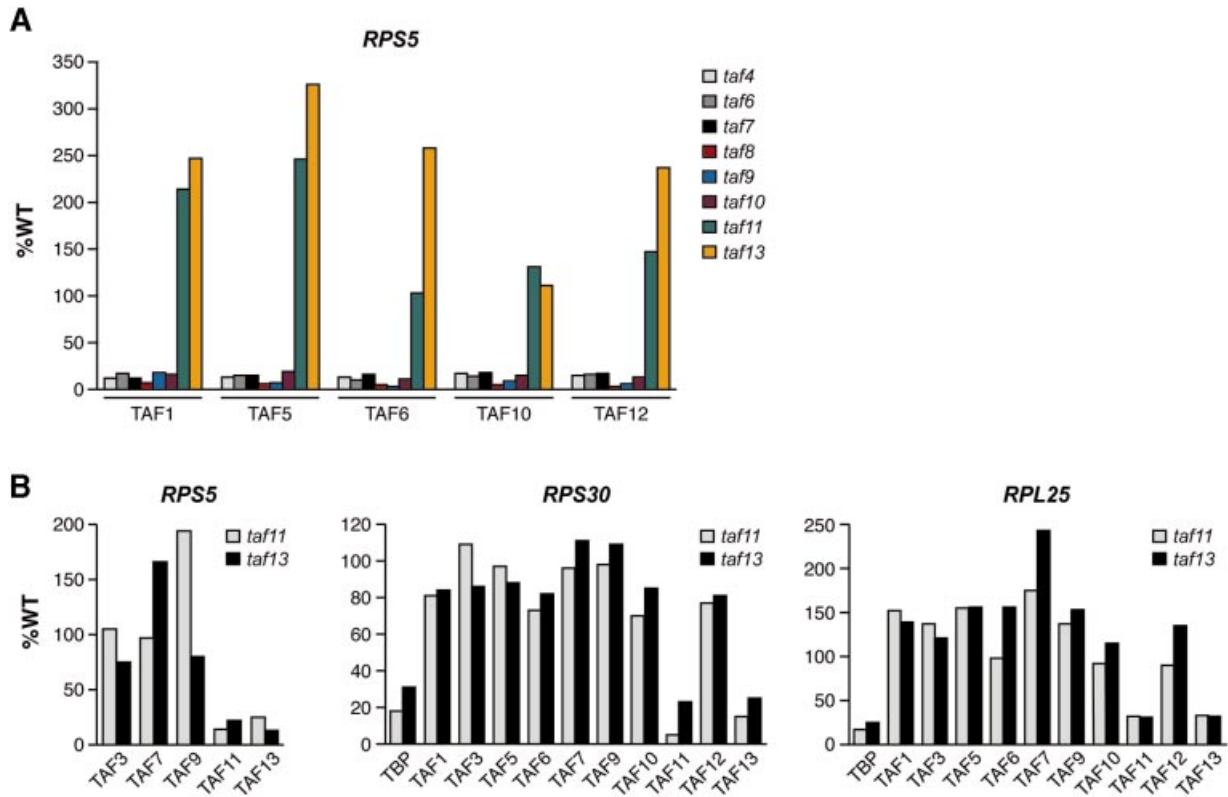 A
RPS5
350
300
250
200
150
100
50
0
%WT
taf4
taf6
taf7
taf8
taf9
taf10
taf11
taf13
TAF1 TAF5 TAF6 TAF10 TAF12
B
RPS5
200
150
100
50
0
%WT
taf11
taf13
TAF3 TAF7 TAF9 TAF11 TAF13
RPS30
120
100
80
60
40
20
0
taf11
taf13
TBP TAF1 TAF3 TAF5 TAF6 TAF7 TAF9 TAF10 TAF11 TAF12 TAF13
RPL25
250
200
150
100
50
0
taf11
taf13
TBP TAF1 TAF3 TAF5 TAF6 TAF7 TAF9 TAF10 TAF11 TAF12 TAF13